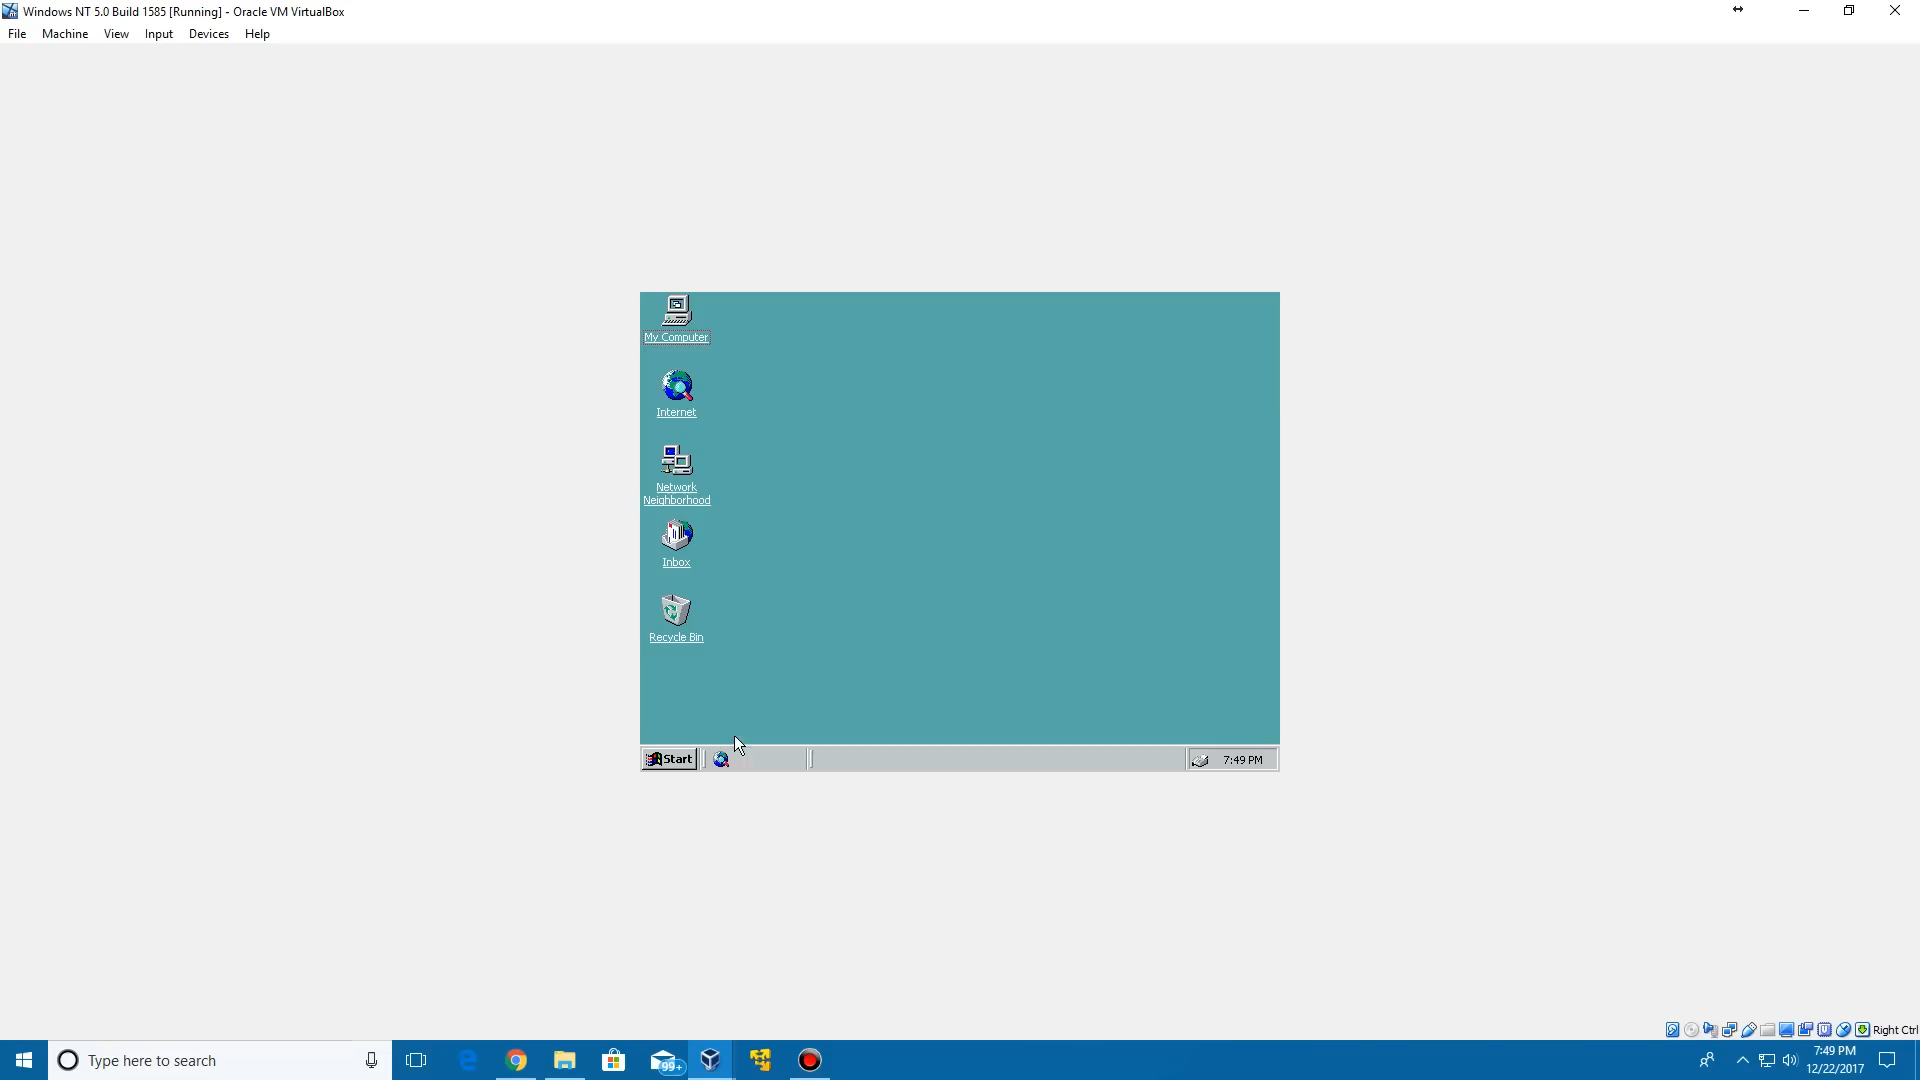 Windows NT 5.0 Build 1585 [Running] - Oracle VM VirtualBox
File Machine View Input Devices Help
My Computer
Internet
Network
Neighborhood
Inbox
Recycle Bin
Start
7:49 PM
Right Ctrl
Type here to search
99+
7:49 PM
12/22/2017